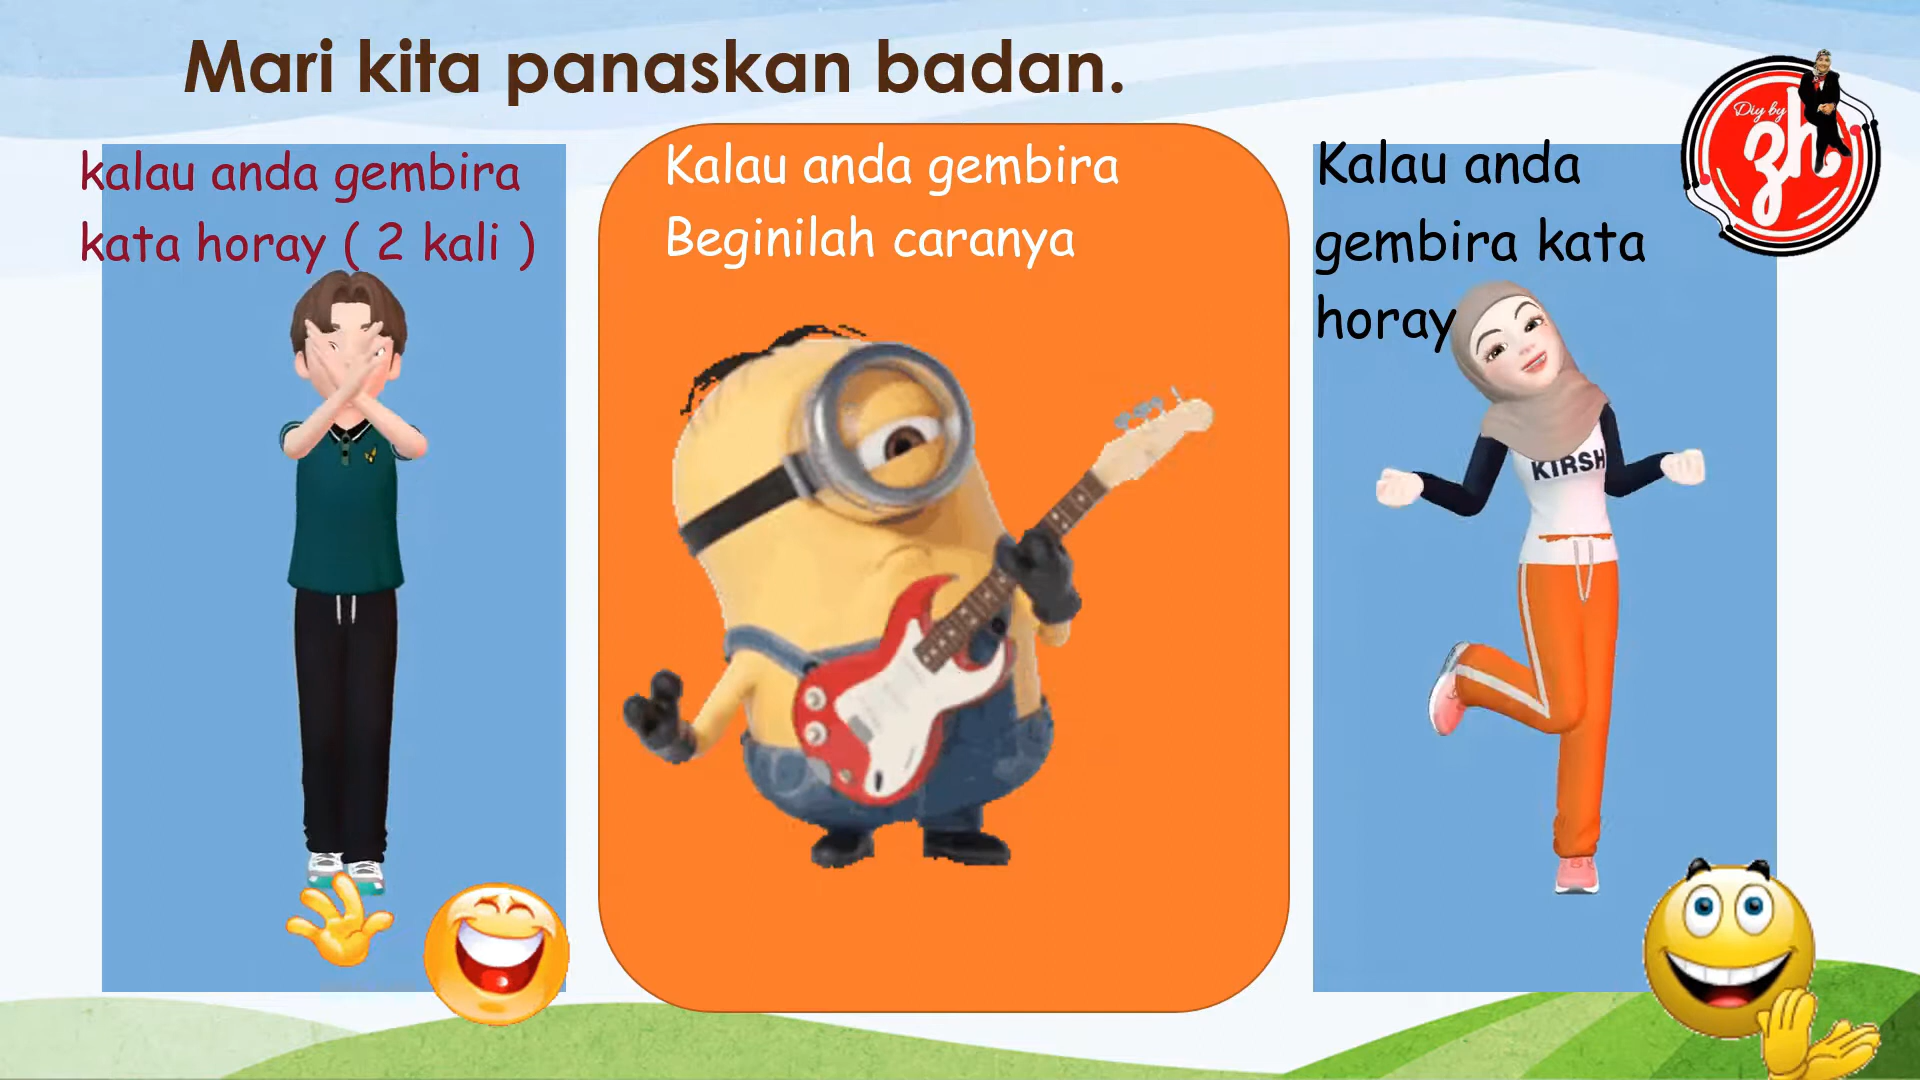 Mari kita panaskan badan.
kalau anda gembira
kata horay ( 2 kali )
Kalau anda gembira
Beginilah caranya
Kalau anda
gembira kata
horay
Diy by
zh
KIRSH